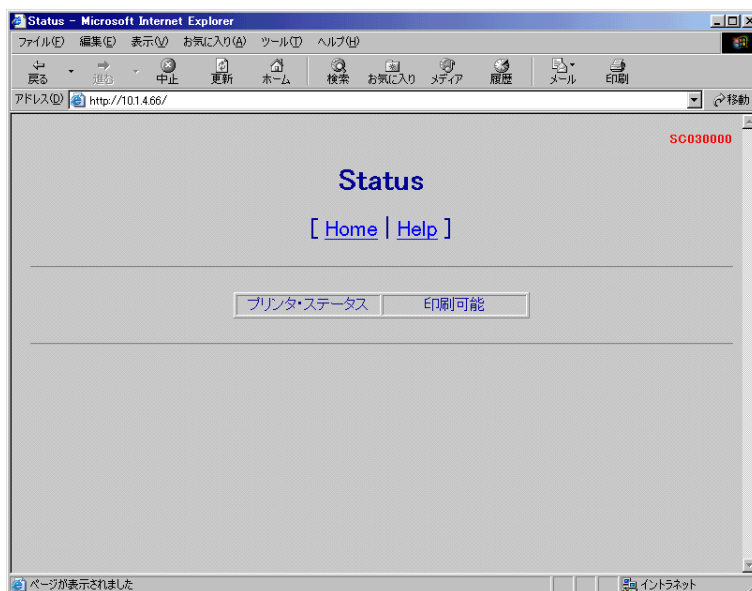 Status - Microsoft Internet Explorer
ファイル(F) 編集(E) 表示(V) お気に入り(A) ツール(T) ヘルプ(H)
戻る 進む 中止 更新 ホーム 検索 お気に入り メディア 履歴 メール 印刷
アドレス(D) http://10.1.4.66/ 移動
SC030000
Status
[ Home | Help ]
プリンタ・ステータス 印刷可能
ページが表示されました イントラネット